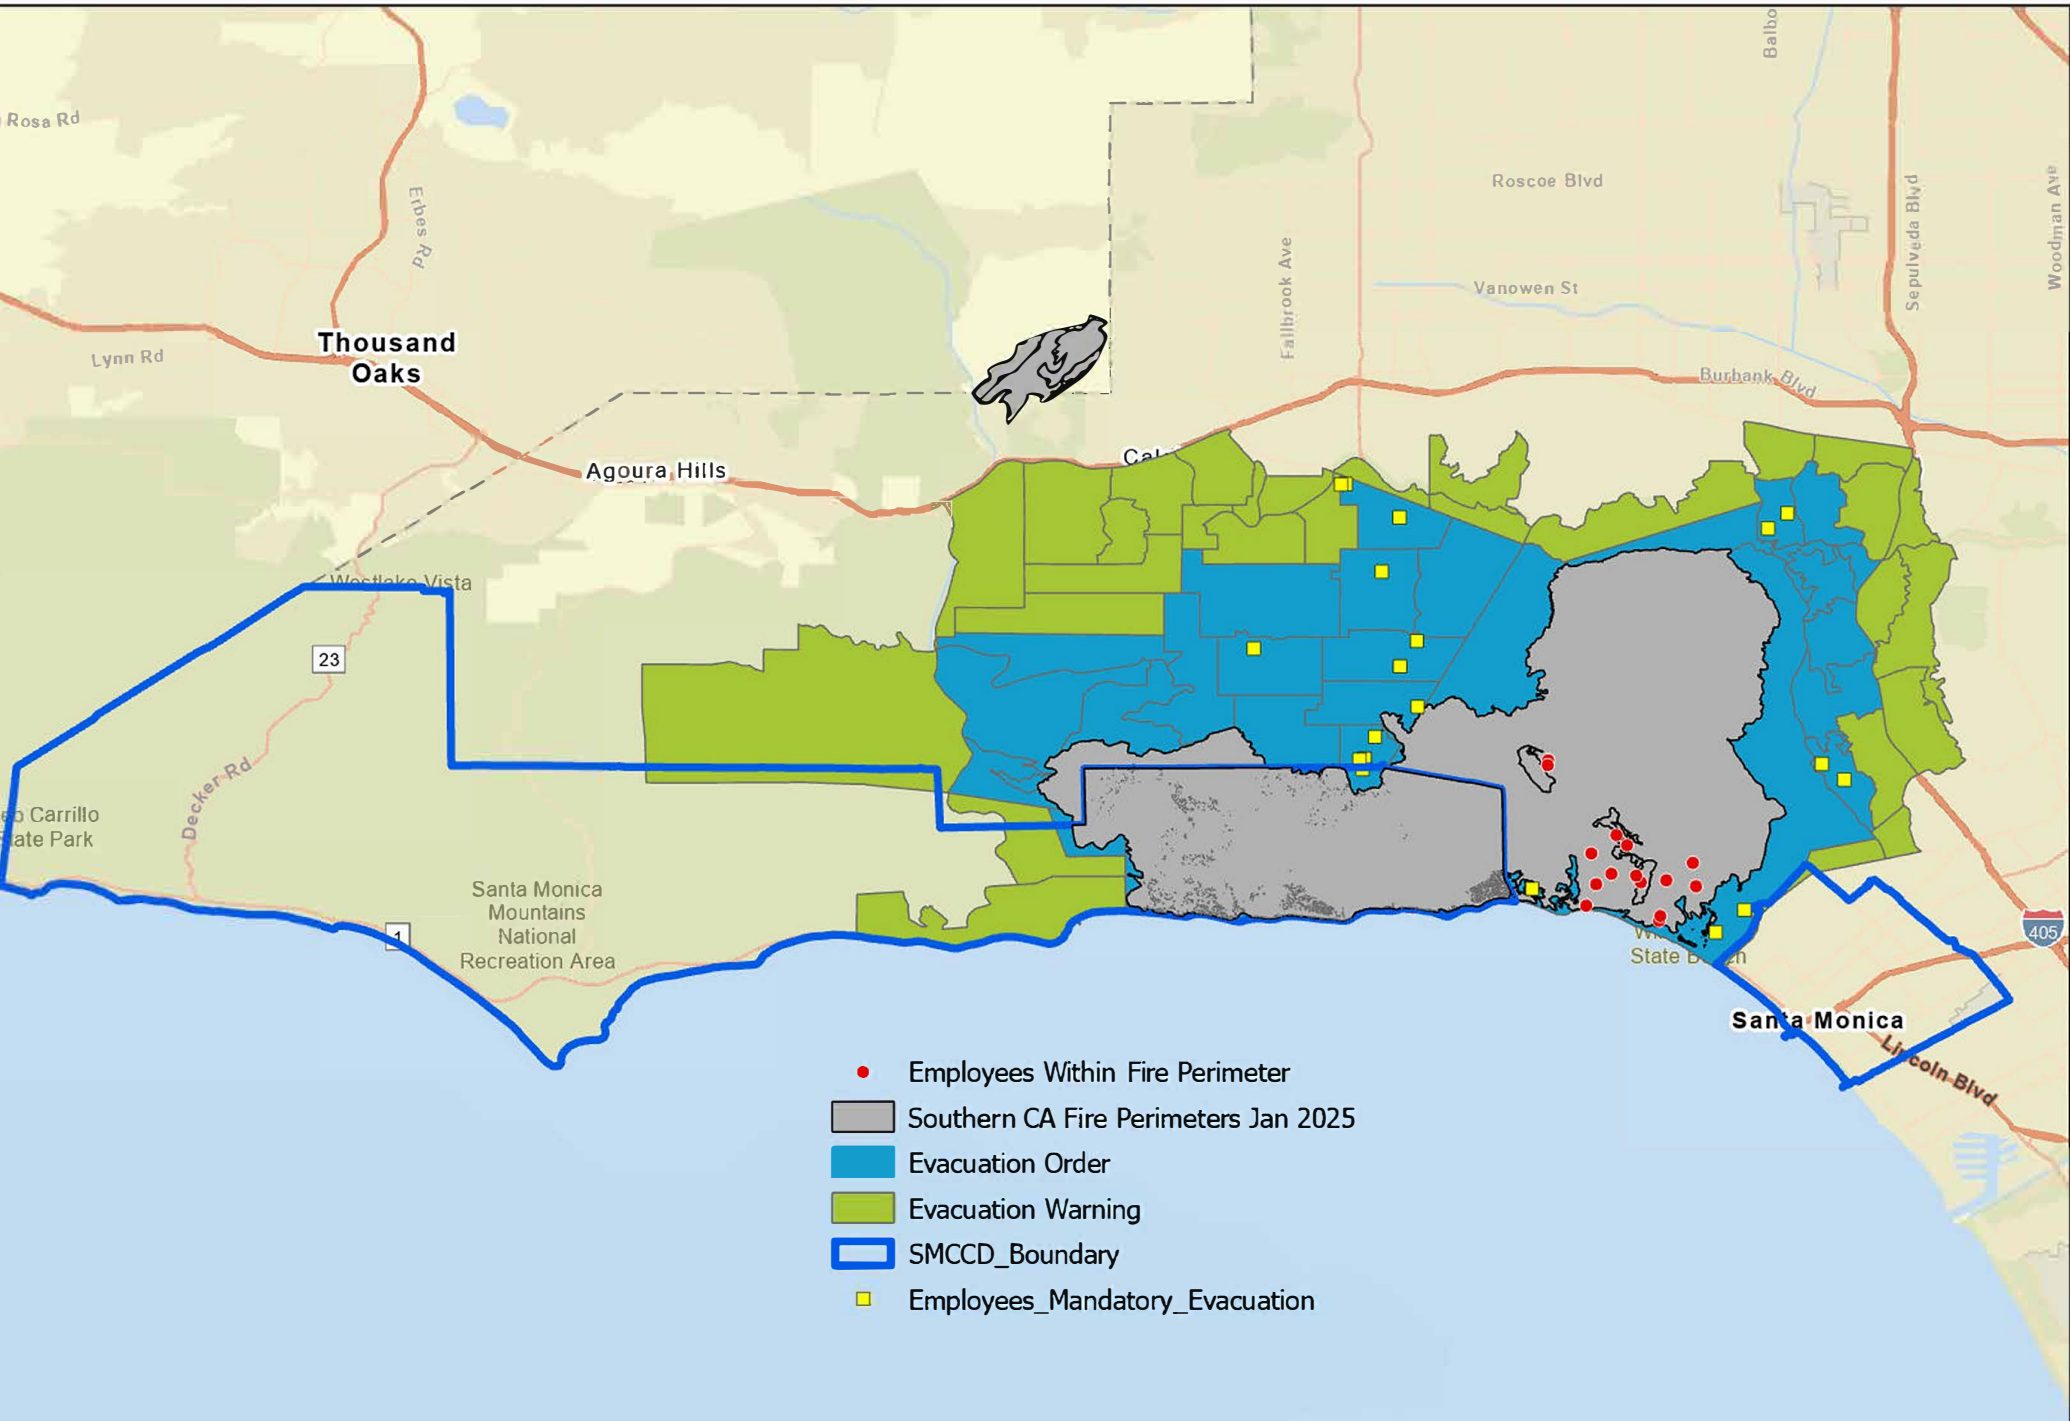 Balbo
Rosa Rd
Erbes Rd
Roscoe Blvd
Sepulveda Blvd
Woodman Ave
Fallbrook Ave
Vanowen St
Thousand
Oaks
Lynn Rd
Burbank Blvd
Agoura Hills
Westlake Vista
23
Decker Rd
Carrillo
State Park
Santa Monica
Mountains
National
Recreation Area
1
State Beach
405
Santa Monica
Lincoln Blvd
Employees Within Fire Perimeter
Southern CA Fire Perimeters Jan 2025
Evacuation Order
Evacuation Warning
SMCCD_Boundary
Employees_Mandatory_Evacuation